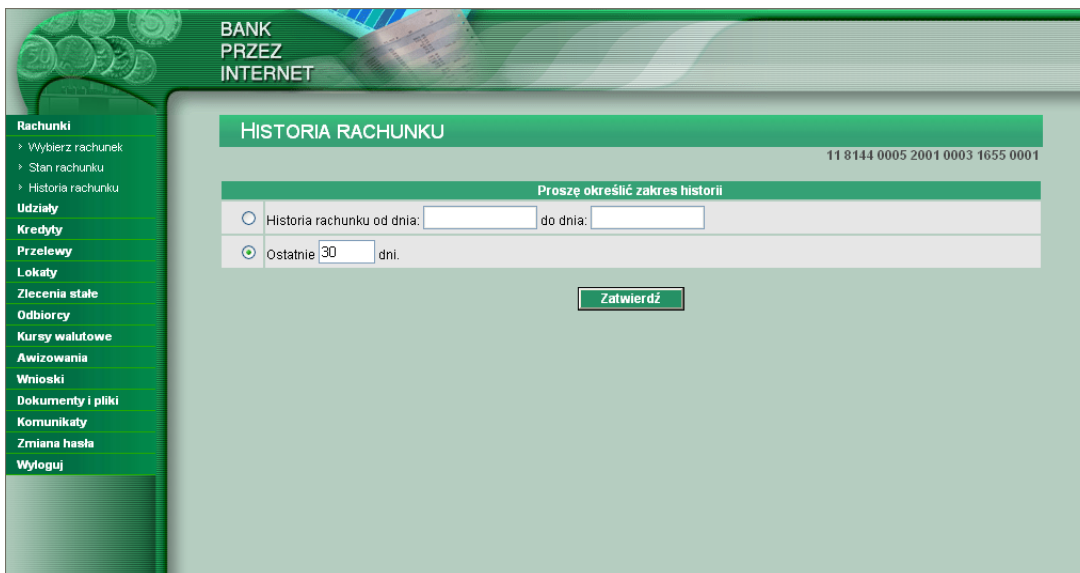 BANK
PRZEZ
INTERNET
Rachunki
Wybierz rachunek
Stan rachunku
Historia rachunku
Udziały
Kredyty
Przelewy
Lokaty
Zlecenia stałe
Odbiorcy
Kursy walutowe
Awizowania
Wnioski
Dokumenty i pliki
Komunikaty
Zmiana hasła
Wyloguj
HISTORIA RACHUNKU
11 8144 0005 2001 0003 1655 0001
Proszę określić zakres historii
Historia rachunku od dnia: do dnia:
Ostatnie 30 dni.
Zatwierdź